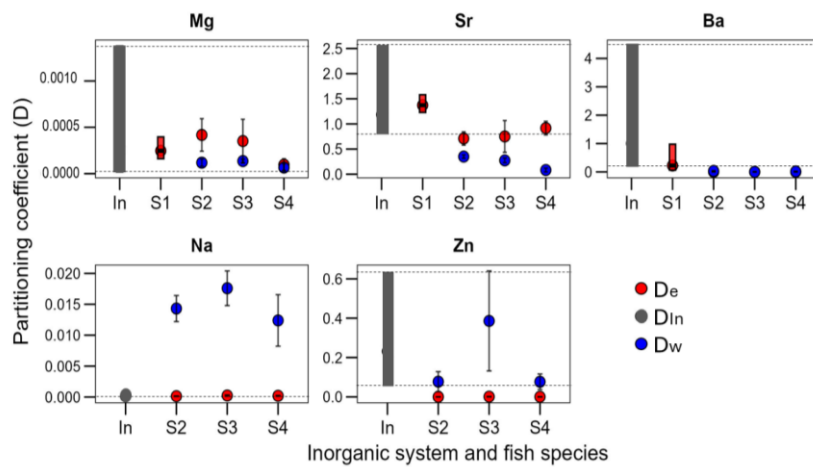 Mg
Sr
Ba
0.0010
0.0005
0.0000
2.5
2.0
1.5
1.0
0.5
0.0
4
3
2
1
0
In S1 S2 S3 S4
In S1 S2 S3 S4
In S1 S2 S3 S4
Partitioning coefficient (D)
Na
Zn
0.020
0.015
0.010
0.005
0.000
0.6
0.4
0.2
0.0
De
DIn
Dw
In S2 S3 S4
In S2 S3 S4
Inorganic system and fish species